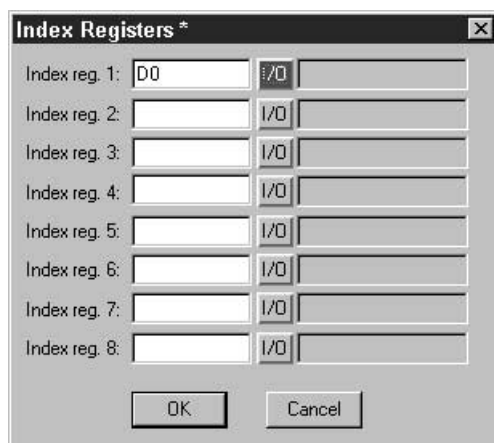 Index Registers *
Index reg. 1: D0 I/O
Index reg. 2: I/O
Index reg. 3: I/O
Index reg. 4: I/O
Index reg. 5: I/O
Index reg. 6: I/O
Index reg. 7: I/O
Index reg. 8: I/O
OK Cancel